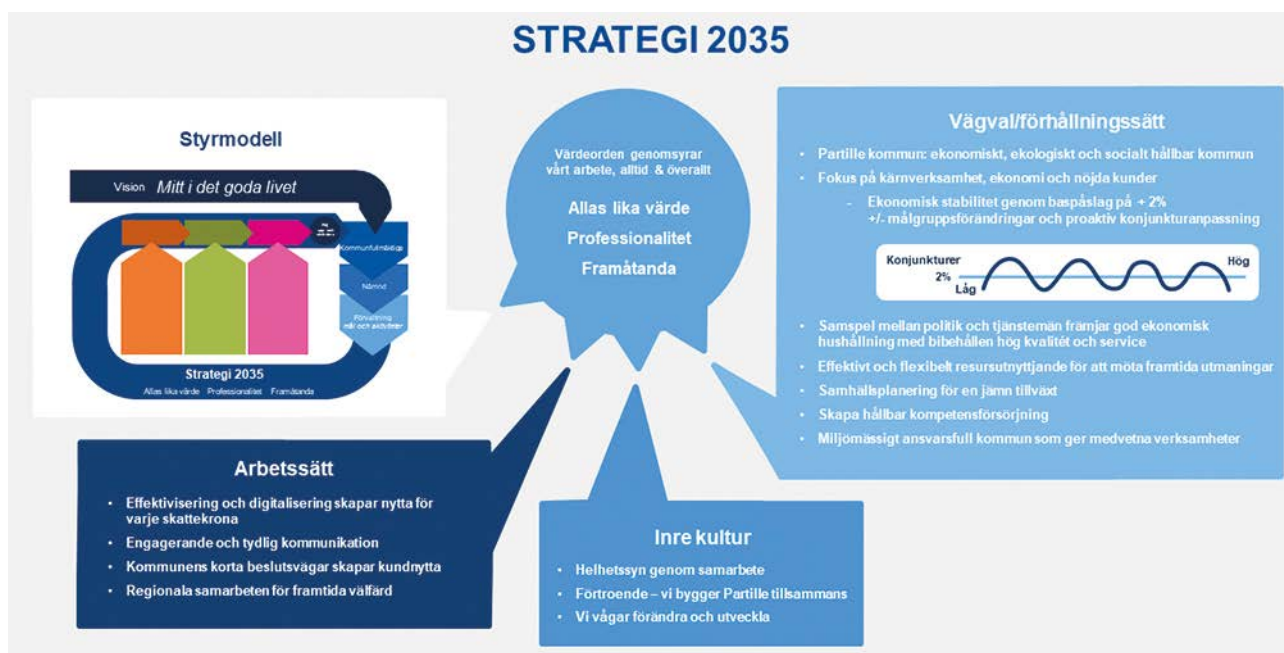 STRATEGI 2035
Styrmodell
Vision Mitt i det goda livet
Kommunfullmäktige
Nämnd
Förvaltning
mål och aktiviteter
Strategi 2035
Allas lika värde Professionalitet Framåtanda
Värdeorden genomsyrar
vårt arbete, alltid & överallt
Allas lika värde
Professionalitet
Framåtanda
Vägval/förhållningssätt
• Partille kommun: ekonomiskt, ekologiskt och socialt hållbar kommun
• Fokus på kärnverksamhet, ekonomi och nöjda kunder
- Ekonomisk stabilitet genom baspåslag på + 2%
+/- målgruppsförändringar och proaktiv konjunkturanpassning
Konjunkturer
Hög
2%
Låg
• Samspel mellan politik och tjänstemän främjar god ekonomisk
hushållning med bibehållen hög kvalitét och service
• Effektivt och flexibelt resursutnyttjande för att möta framtida utmaningar
• Samhällsplanering för en jämn tillväxt
• Skapa hållbar kompetensförsörjning
• Miljömässigt ansvarsfull kommun som ger medvetna verksamheter
Arbetssätt
• Effektivisering och digitalisering skapar nytta för
varje skattekrona
• Engagerande och tydlig kommunikation
• Kommunens korta beslutsvägar skapar kundnytta
• Regionala samarbeten för framtida välfärd
Inre kultur
• Helhetssyn genom samarbete
• Förtroende – vi bygger Partille tillsammans
• Vi vågar förändra och utveckla